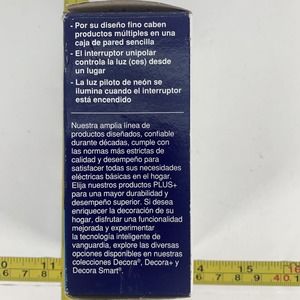 - Por su diseño fino caben
productos múltiples en una
caja de pared sencilla
- El interruptor unipolar
controla la luz (ces) desde
un lugar
- La luz piloto de neón se
ilumina cuando el interruptor
está encendido
Nuestra amplia línea de
productos diseñados, confiable
durante décadas, cumple con
las normas más estrictas de
calidad y desempeño para
satisfacer todas sus necesidades
eléctricas básicas en el hogar.
Elija nuestros productos PLUS+
para una mayor durabilidad y
desempeño superior. Si desea
enriquecer la decoración de su
hogar, disfrutar una funcionalidad
mejorada y experimentar
la tecnología inteligente de
vanguardia, explore las diversas
opciones disponibles en nuestras
colecciones Decora®, Decora+ y
Decora Smart®.